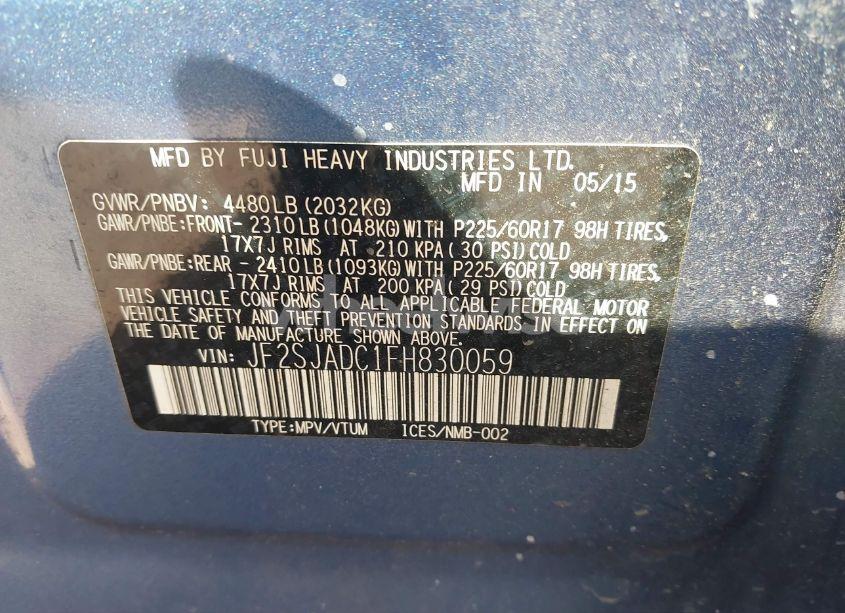 MFD BY FUJI HEAVY INDUSTRIES LTD.
MFD IN 05/15
GVWR/PNBV: 4480LB (2032KG)
GAWR/PNBE:FRONT- 2310LB(1048KG)WITH P225/60R17 98H TIRES,
17X7J RIMS AT 210 KPA( 30 PSI)COLD
GAWR/PNBE:REAR - 2410LB(1093KG)WITH P225/60R17 98H TIRES,
17X7J RIMS AT 200 KPA( 29 PSI)COLD
THIS VEHICLE CONFORMS TO ALL APPLICABLE FEDERAL MOTOR
VEHICLE SAFETY AND THEFT PREVENTION STANDARDS IN EFFECT ON
THE DATE OF MANUFACTURE SHOWN ABOVE.
VIN: JF2SJADC1FH830059
TYPE:MPV/VTUM ICES/NMB-002